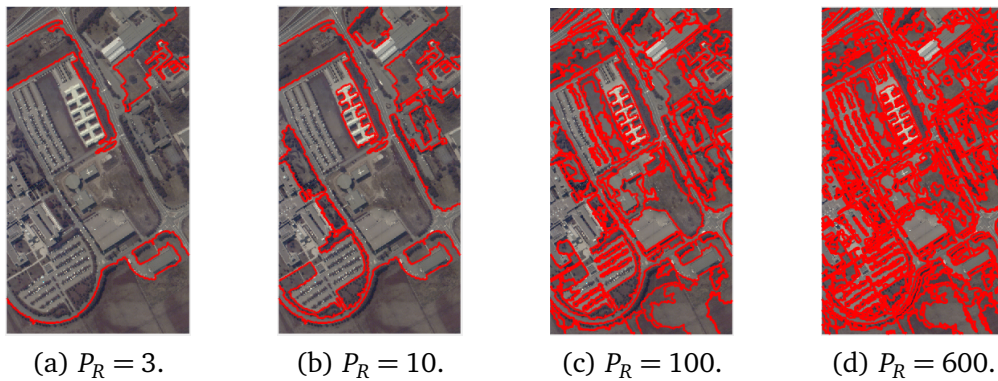 (a) P_R = 3.
(b) P_R = 10.
(c) P_R = 100.
(d) P_R = 600.